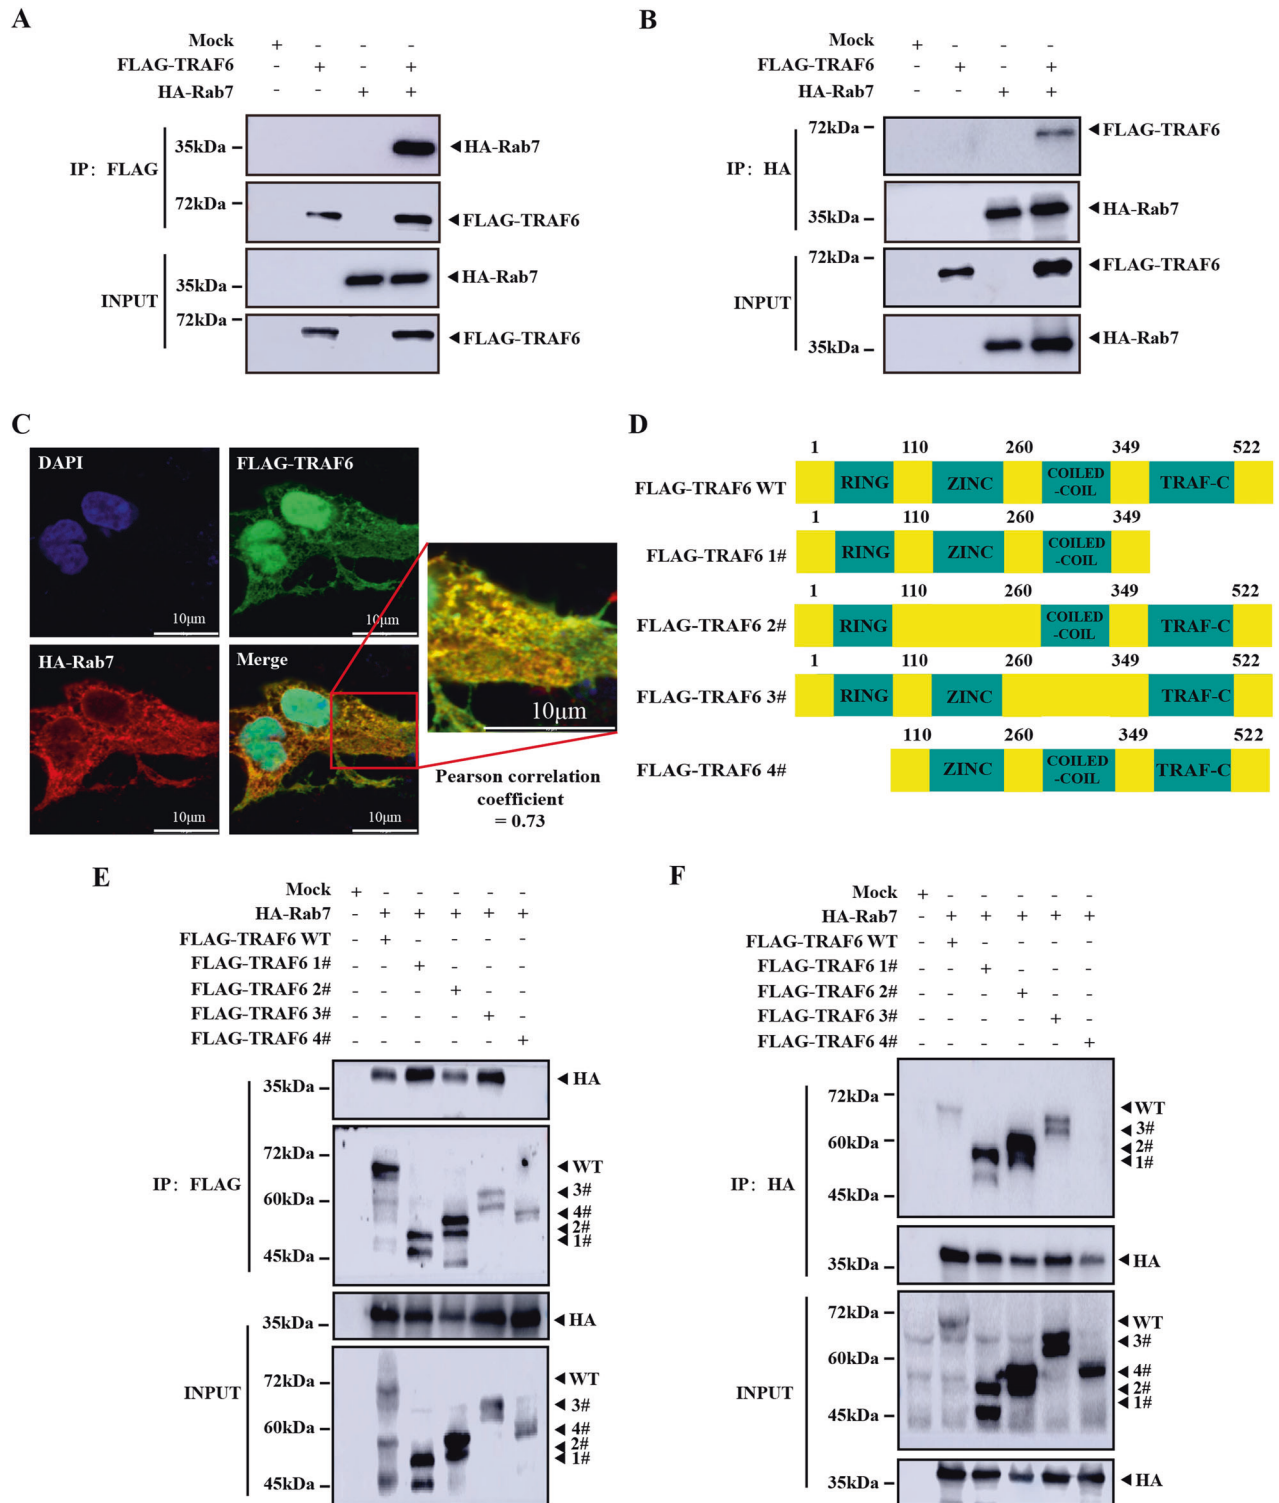 A
Mock + - - -
FLAG-TRAF6 - + - +
HA-Rab7 - - + +
IP: FLAG
35kDa
HA-Rab7
72kDa
FLAG-TRAF6
INPUT
35kDa
HA-Rab7
72kDa
FLAG-TRAF6
B
Mock + - - -
FLAG-TRAF6 - + - +
HA-Rab7 - - + +
IP: HA
72kDa
FLAG-TRAF6
35kDa
HA-Rab7
INPUT
72kDa
FLAG-TRAF6
35kDa
HA-Rab7
C
DAPI
10μm
FLAG-TRAF6
10μm
HA-Rab7
10μm
Merge
10μm
10μm
Pearson correlation
coefficient
= 0.73
D
1 110 260 349 522
FLAG-TRAF6 WT RING ZINC COILED
-COIL TRAF-C
1 110 260 349
FLAG-TRAF6 1# RING ZINC COILED
-COIL
1 110 260 349 522
FLAG-TRAF6 2# RING COILED
-COIL TRAF-C
1 110 260 349 522
FLAG-TRAF6 3# RING ZINC TRAF-C
110 260 349 522
FLAG-TRAF6 4# ZINC COILED
-COIL TRAF-C
E
Mock + - - - - -
HA-Rab7 - + + + + +
FLAG-TRAF6 WT - + - - - -
FLAG-TRAF6 1# - - + - - -
FLAG-TRAF6 2# - - - + - -
FLAG-TRAF6 3# - - - - + -
FLAG-TRAF6 4# - - - - - +
IP: FLAG
35kDa
HA
72kDa
60kDa
45kDa
WT
3#
4#
2#
1#
INPUT
35kDa
HA
72kDa
60kDa
45kDa
WT
3#
4#
2#
1#
F
Mock + - - - - -
HA-Rab7 - + + + + +
FLAG-TRAF6 WT - + - - - -
FLAG-TRAF6 1# - - + - - -
FLAG-TRAF6 2# - - - + - -
FLAG-TRAF6 3# - - - - + -
FLAG-TRAF6 4# - - - - - +
IP: HA
72kDa
60kDa
45kDa
WT
3#
2#
1#
35kDa
HA
INPUT
72kDa
60kDa
45kDa
WT
3#
4#
2#
1#
35kDa
HA